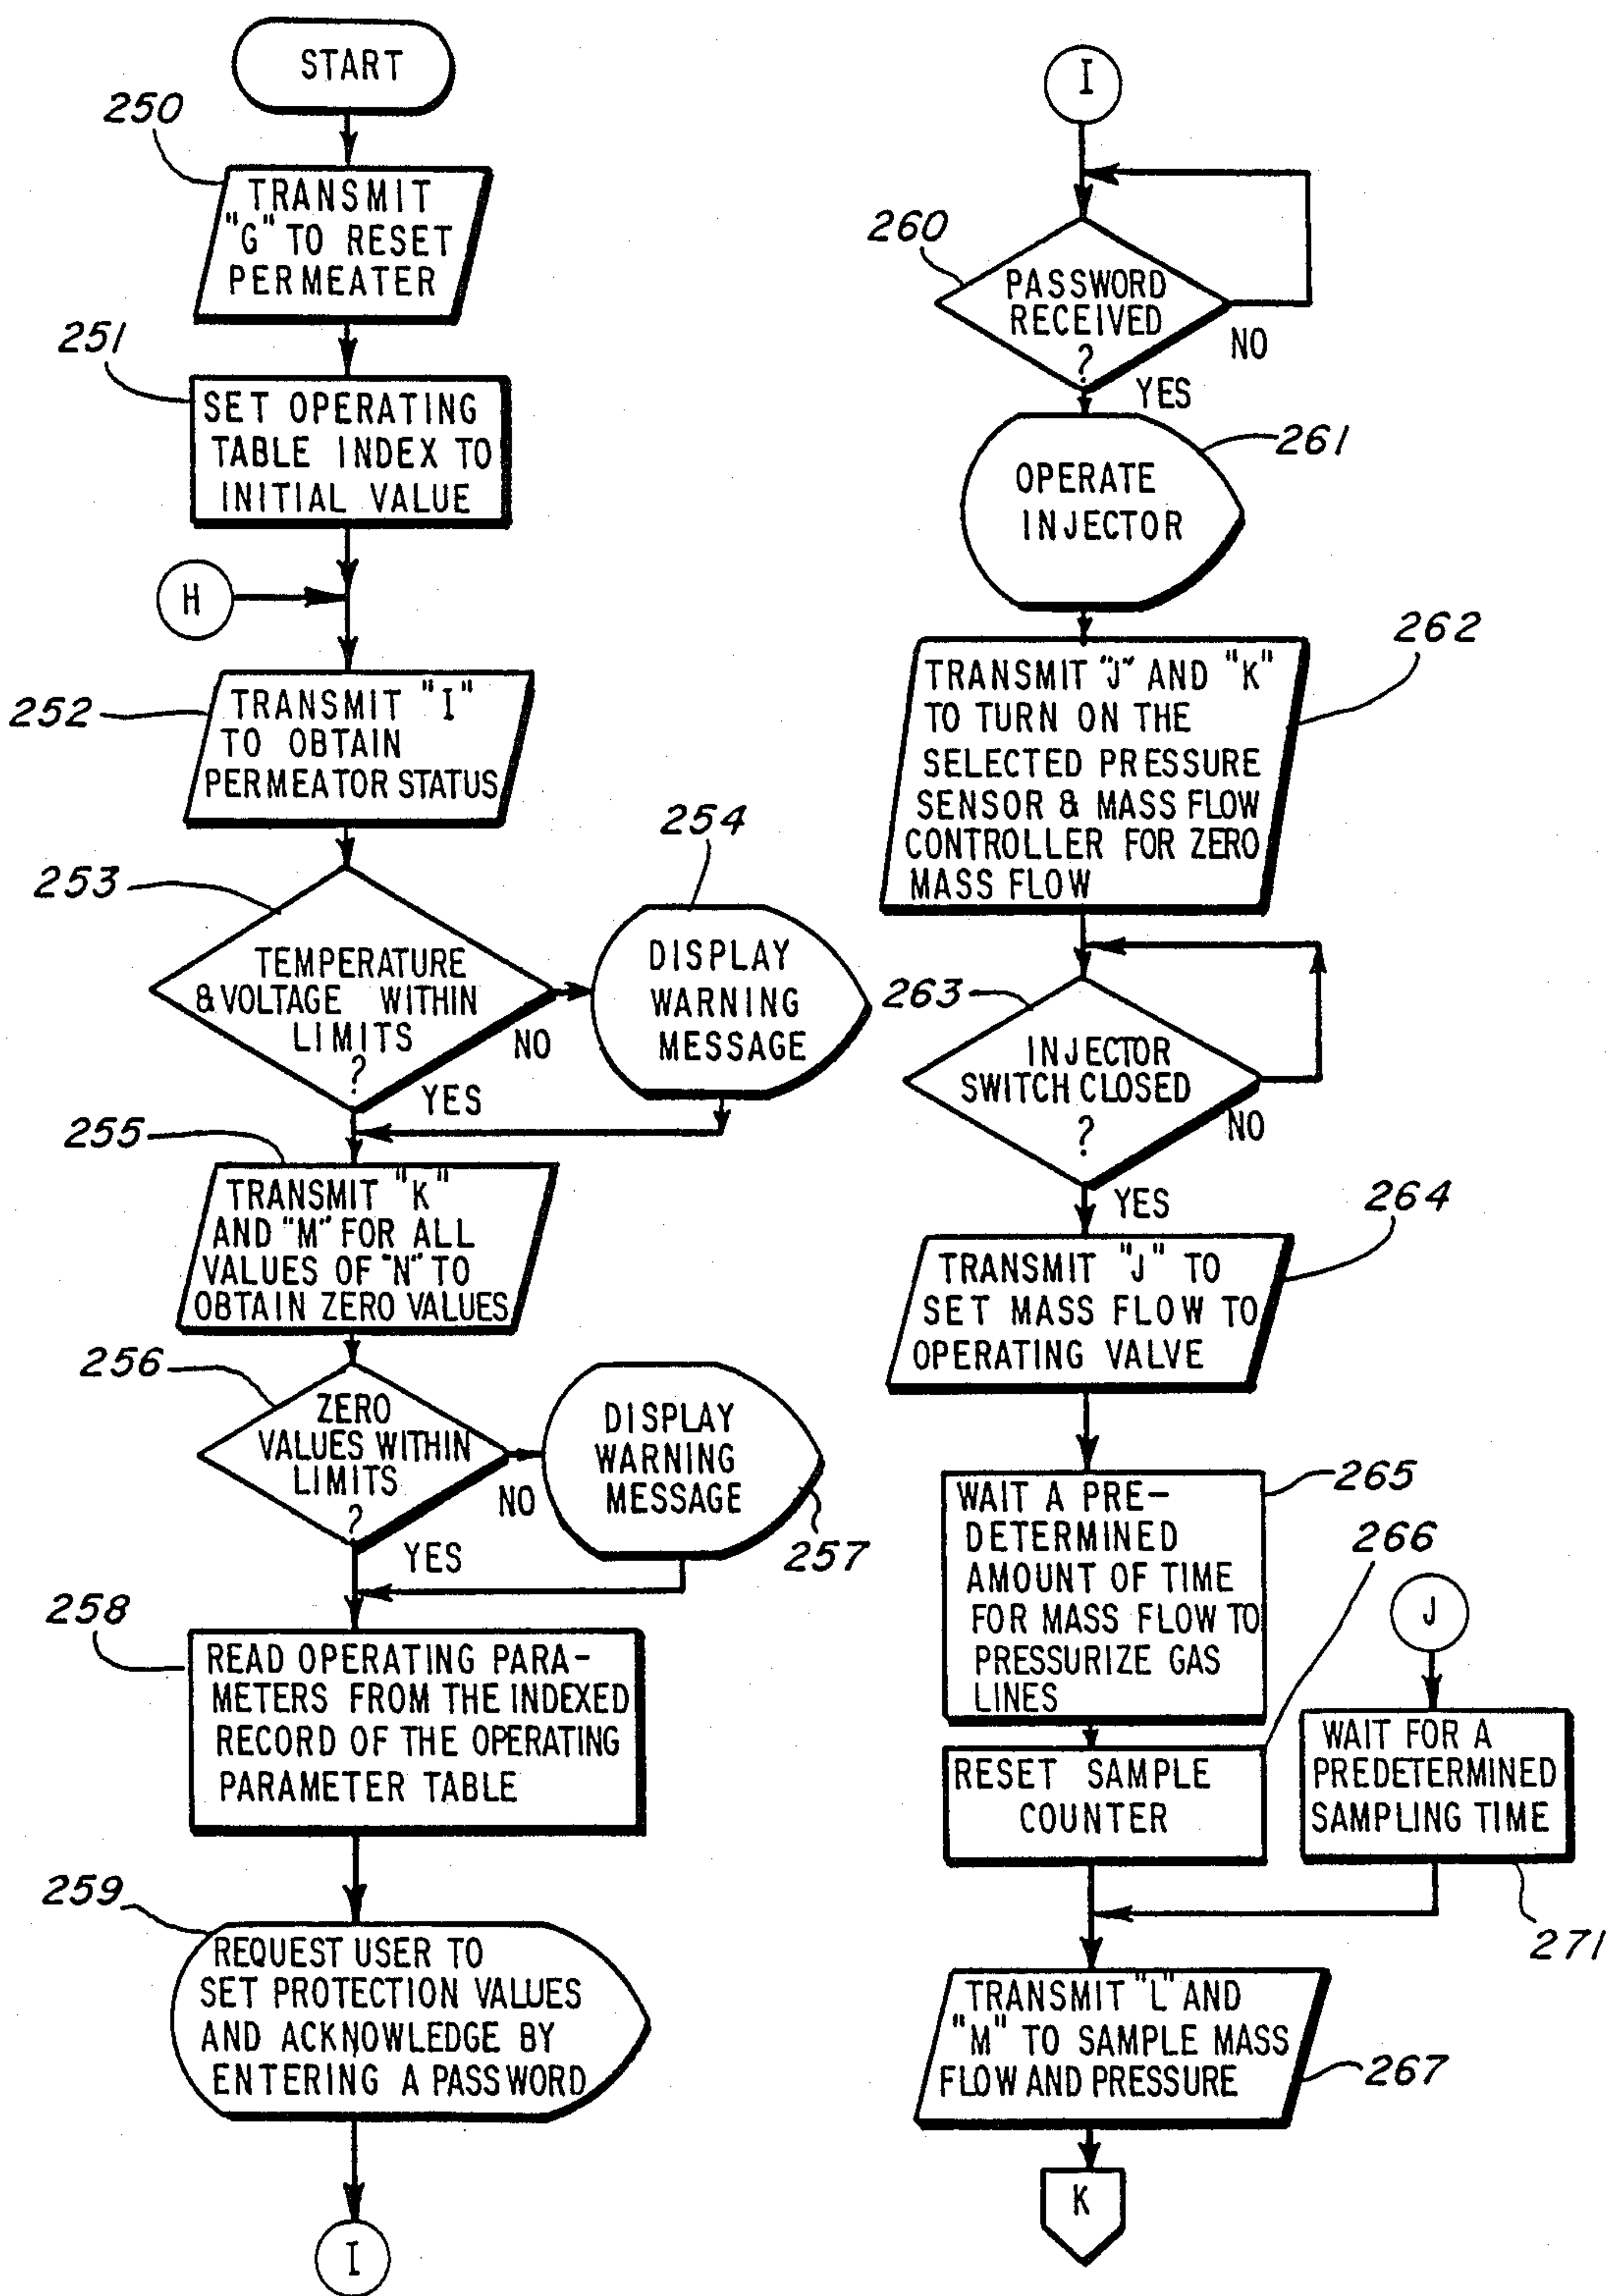 START
250
TRANSMIT
"G" TO RESET
PERMEATER
251
SET OPERATING
TABLE INDEX TO
INITIAL VALUE
H
252
TRANSMIT "I"
TO OBTAIN
PERMEATOR STATUS
253
TEMPERATURE
& VOLTAGE WITHIN
LIMITS
?
NO
YES
254
DISPLAY
WARNING
MESSAGE
255
TRANSMIT "K"
AND "M" FOR ALL
VALUES OF "N" TO
OBTAIN ZERO VALUES
256
ZERO
VALUES WITHIN
LIMITS
?
NO
YES
DISPLAY
WARNING
MESSAGE
257
258
READ OPERATING PARA-
METERS FROM THE INDEXED
RECORD OF THE OPERATING
PARAMETER TABLE
259
REQUEST USER TO
SET PROTECTION VALUES
AND ACKNOWLEDGE BY
ENTERING A PASSWORD
I
I
260
PASSWORD
RECEIVED
?
NO
YES
261
OPERATE
INJECTOR
262
TRANSMIT "J" AND "K"
TO TURN ON THE
SELECTED PRESSURE
SENSOR & MASS FLOW
CONTROLLER FOR ZERO
MASS FLOW
263
INJECTOR
SWITCH CLOSED
?
NO
YES
264
TRANSMIT "J" TO
SET MASS FLOW TO
OPERATING VALVE
265
WAIT A PRE-
DETERMINED
AMOUNT OF TIME
FOR MASS FLOW TO
PRESSURIZE GAS
LINES
266
RESET SAMPLE
COUNTER
J
WAIT FOR A
PREDETERMINED
SAMPLING TIME
271
TRANSMIT "L" AND
"M" TO SAMPLE MASS
FLOW AND PRESSURE
267
K